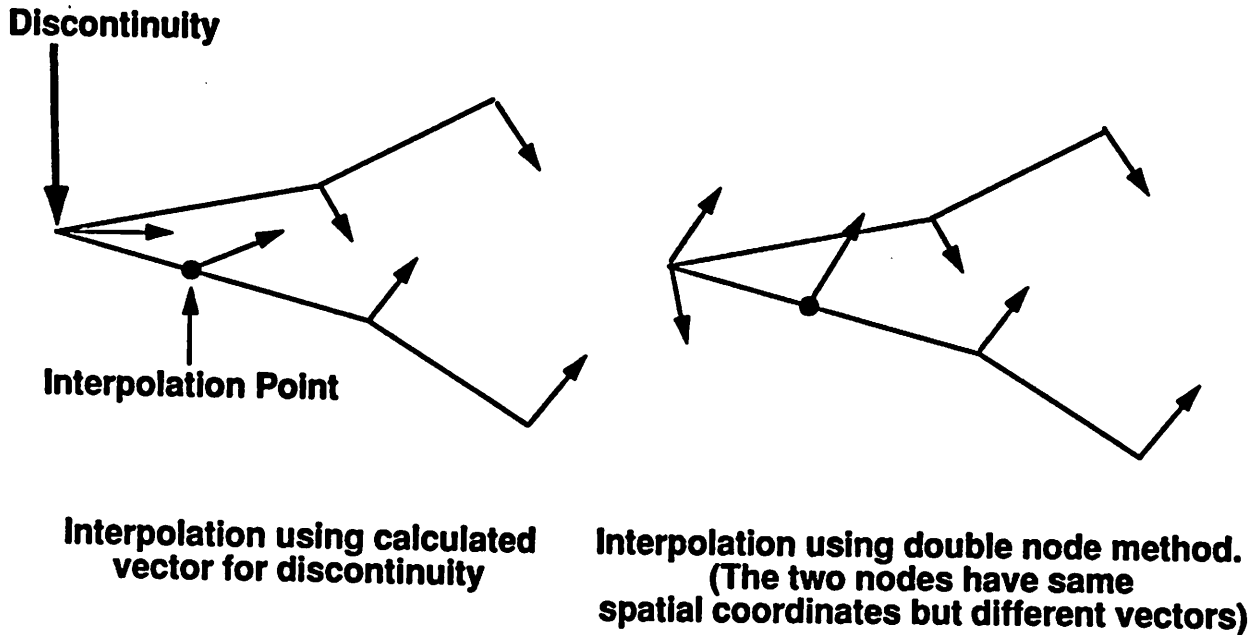 Discontinuity
Interpolation Point
Interpolation using calculated
vector for discontinuity
Interpolation using double node method.
(The two nodes have same
spatial coordinates but different vectors)